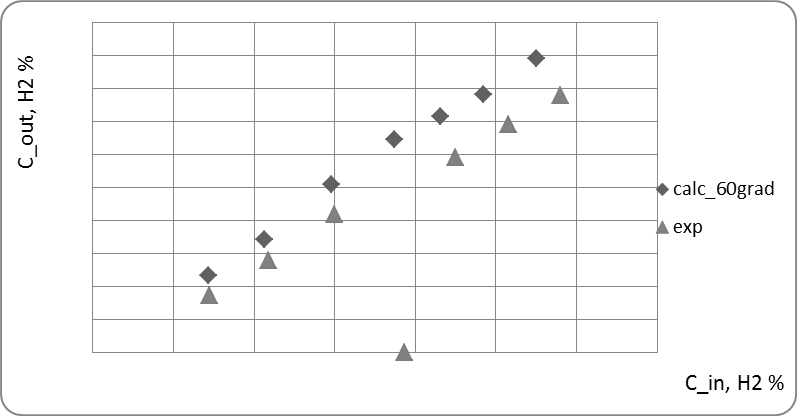 C_out, H2 %
calc_60grad
exp
C_in, H2 %